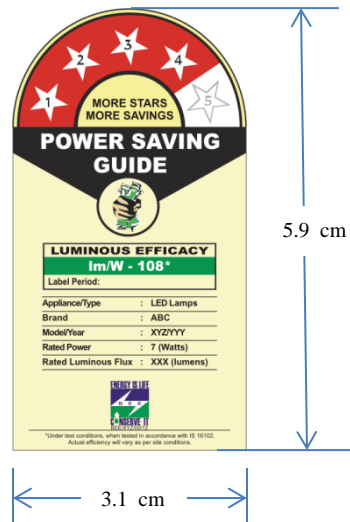 1 2 3 4 5
MORE STARS
MORE SAVINGS
POWER SAVING
GUIDE
LUMINOUS EFFICACY
lm/W - 108*
Label Period:
Appliance/Type : LED Lamps
Brand : ABC
Model/Year : XYZ/YYY
Rated Power : 7 (Watts)
Rated Luminous Flux : XXX (lumens)
ENERGY IS LIFE
CONSERVE IT
*Under test conditions, when tested in accordance with IS 16102.
Actual efficiency will vary as per site conditions.
5.9 cm
3.1 cm